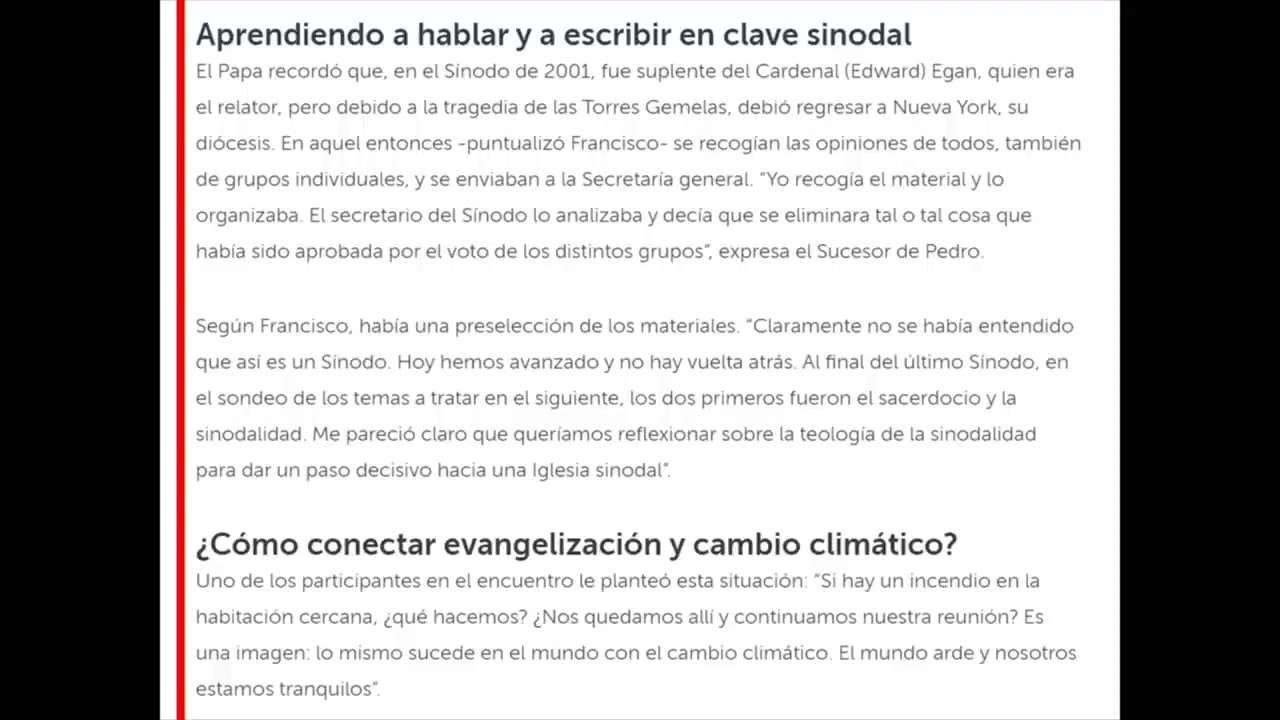 Aprendiendo a hablar y a escribir en clave sinodal
El Papa recordó que, en el Sínodo de 2001, fue suplente del Cardenal (Edward) Egan, quien era
el relator, pero debido a la tragedia de las Torres Gemelas, debió regresar a Nueva York, su
diócesis. En aquel entonces -puntualizó Francisco- se recogían las opiniones de todos, también
de grupos individuales, y se enviaban a la Secretaría general. “Yo recogía el material y lo
organizaba. El secretario del Sínodo lo analizaba y decía que se eliminara tal o tal cosa que
había sido aprobada por el voto de los distintos grupos”, expresa el Sucesor de Pedro.
Según Francisco, había una preselección de los materiales. “Claramente no se había entendido
que así es un Sínodo. Hoy hemos avanzado y no hay vuelta atrás. Al final del último Sínodo, en
el sondeo de los temas a tratar en el siguiente, los dos primeros fueron el sacerdocio y la
sinodalidad. Me pareció claro que queríamos reflexionar sobre la teología de la sinodalidad
para dar un paso decisivo hacia una Iglesia sinodal”.
¿Cómo conectar evangelización y cambio climático?
Uno de los participantes en el encuentro le planteó esta situación: “Si hay un incendio en la
habitación cercana, ¿qué hacemos? ¿Nos quedamos allí y continuamos nuestra reunión? Es
una imagen: lo mismo sucede en el mundo con el cambio climático. El mundo arde y nosotros
estamos tranquilos”.